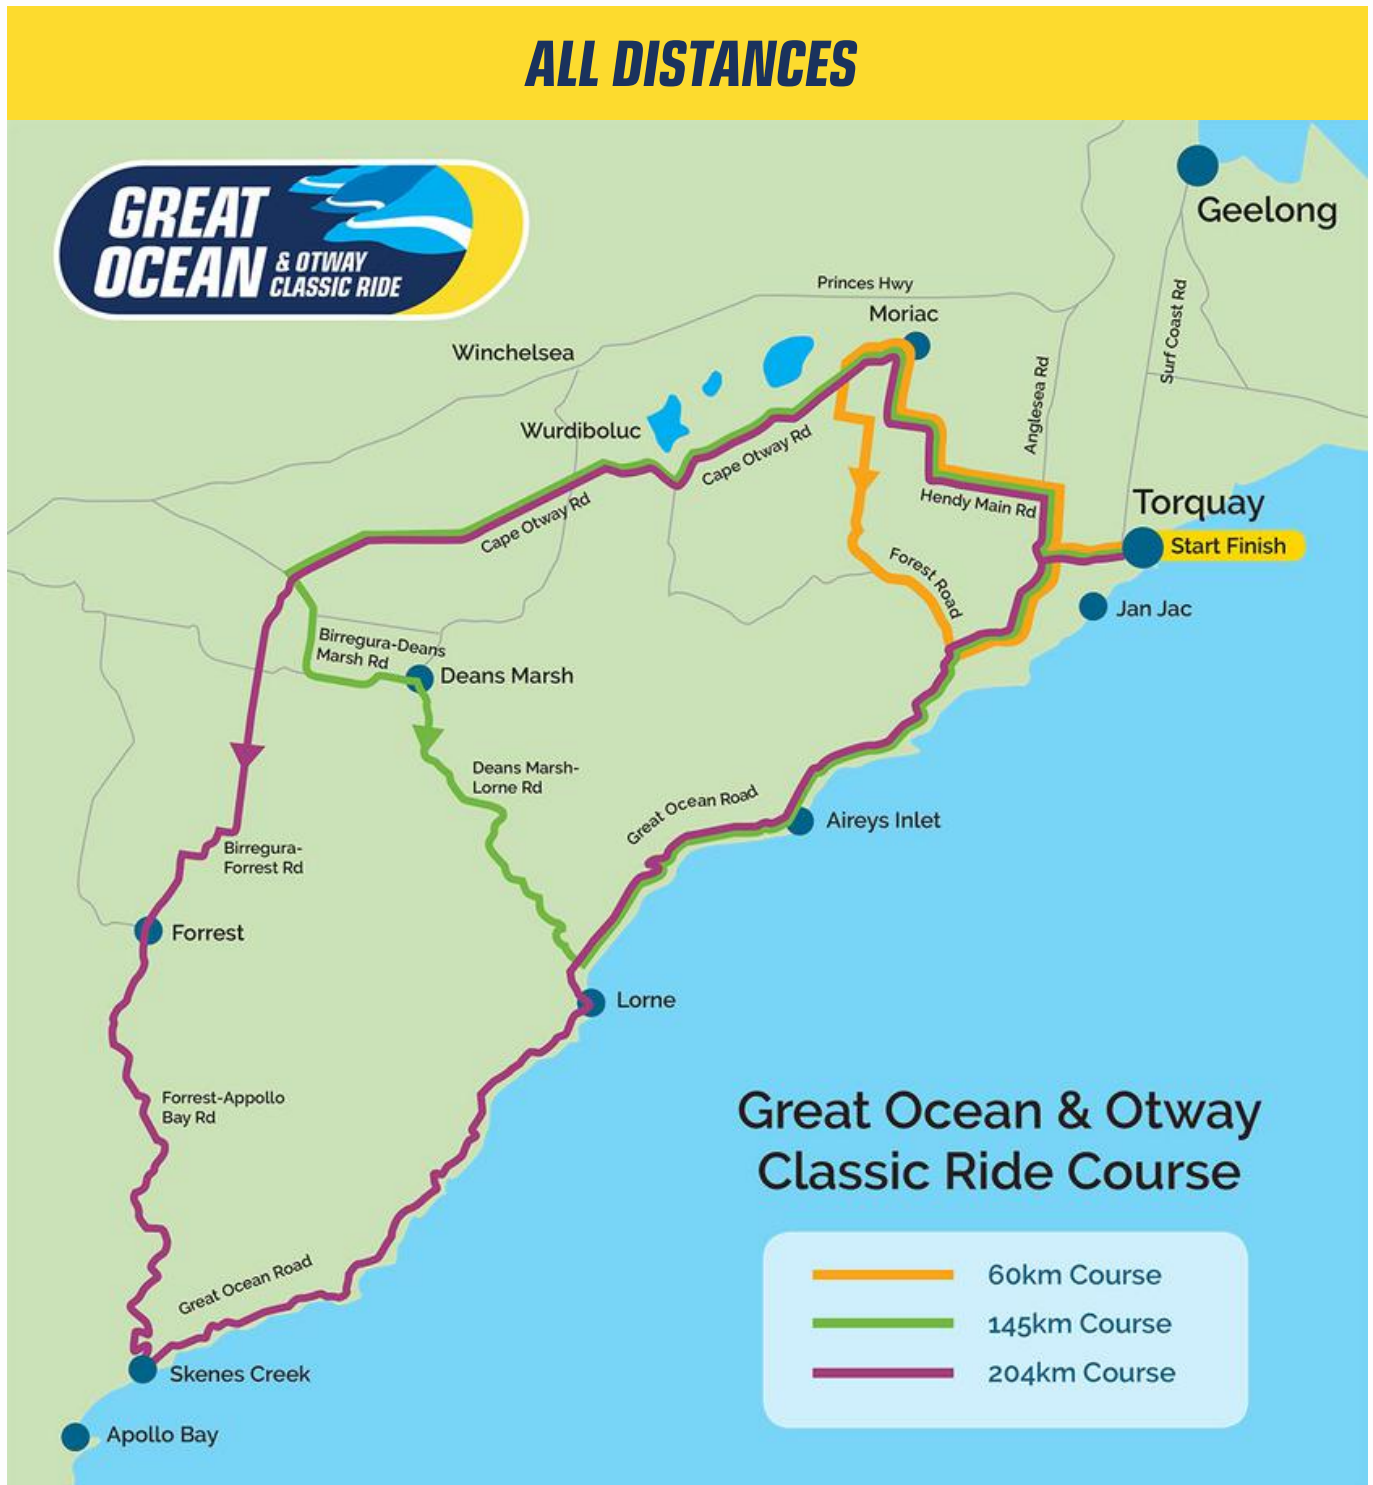 ALL DISTANCES
GREAT
OCEAN
& OTWAY
CLASSIC RIDE
Geelong
Princes Hwy
Moriac
Surf Coast Rd
Winchelsea
Anglesea Rd
Wurdiboluc
Cape Otway Rd
Hendy Main Rd
Torquay
Start Finish
Cape Otway Rd
Forest Road
Jan Jac
Birregura-Deans
Marsh Rd
Deans Marsh
Deans Marsh-
Lorne Rd
Great Ocean Road
Aireys Inlet
Birregura-
Forrest Rd
Forrest
Lorne
Forrest-Appollo
Bay Rd
Great Ocean & Otway
Classic Ride Course
Great Ocean Road
60km Course
145km Course
204km Course
Skenes Creek
Apollo Bay